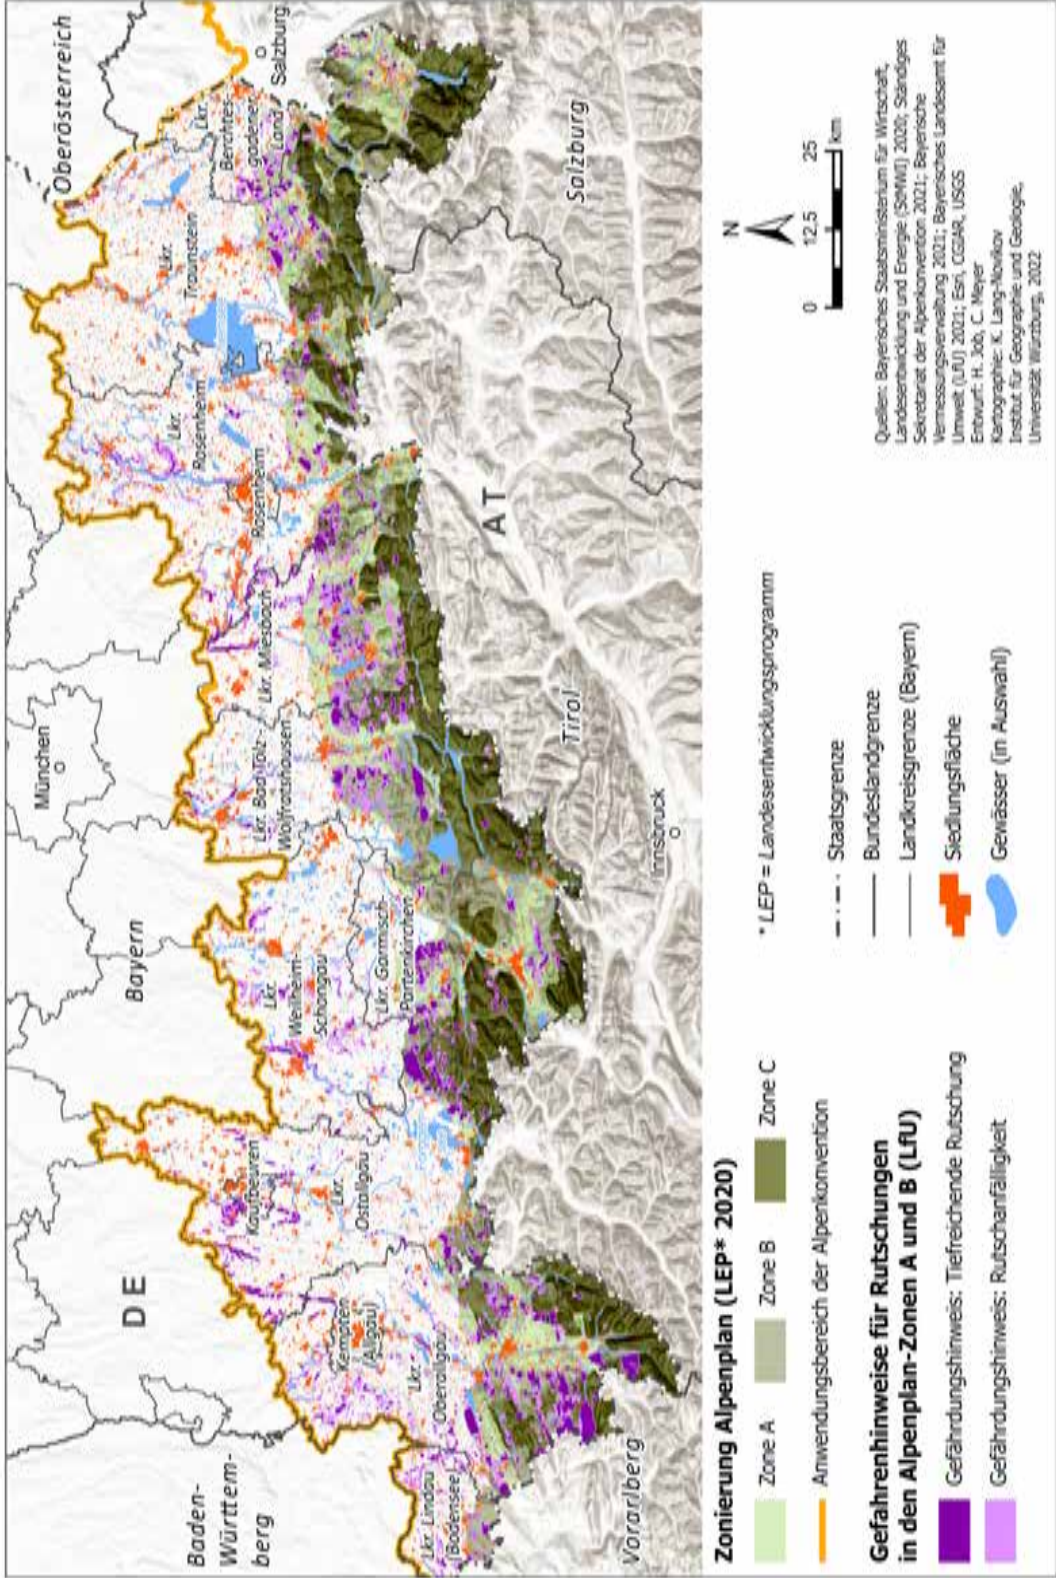 Oberösterreich
Salzburg
München
Bayern
DE
Baden-
Württem-
berg
Lkr.
Berchtes-
gadener
Land
Lkr.
Traunstein
Lkr.
Rosenheim
Rosenheim
Lkr. Miesbach
Lkr. Bad Tölz-
Wolfratshausen
Lkr.
Weilheim-
Schongau
Lkr. Garmisch-
Partenkirchen
Kaufbeuren
Lkr.
Ostallgäu
Kempten
(Allgäu)
Lkr.
Oberallgäu
Lkr. Lindau
(Bodensee)
Vorarlberg
Tirol
Innsbruck
AT
Salzburg
Zonierung Alpenplan (LEP* 2020)
Zone A
Zone B
Zone C
Anwendungsbereich der Alpenkonvention
Gefahrenhinweise für Rutschungen
in den Alpenplan-Zonen A und B (LfU)
Gefährdungshinweis: Tiefreichende Rutschung
Gefährdungshinweis: Rutschanfälligkeit
* LEP = Landesentwicklungsprogramm
Staatsgrenze
Bundeslandgrenze
Landkreisgrenze (Bayern)
Siedlungsfläche
Gewässer (in Auswahl)
N
0 12,5 25
km
Quellen: Bayerisches Staatsministerium für Wirtschaft,
Landesentwicklung und Energie (StMWi) 2020; Ständiges
Sekretariat der Alpenkonvention 2021; Bayerische
Vermessungsverwaltung 2021; Bayerisches Landesamt für
Umwelt (LfU) 2021; Esri, CGIAR, USGS
Entwurf: H. Job, C. Meyer
Kartographie: K. Lang-Novikov
Institut für Geographie und Geologie,
Universität Würzburg, 2022